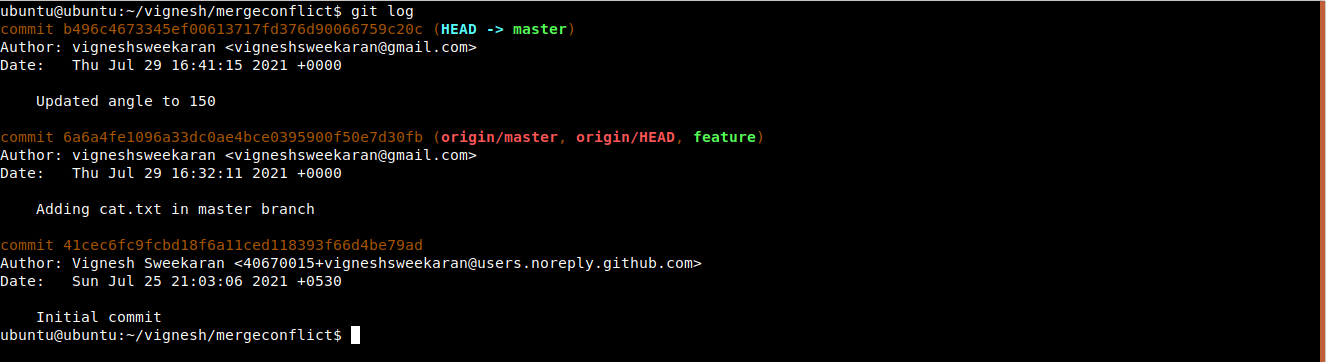 ubuntu@ubuntu:~/vignesh/mergeconflict$ git log
commit b496c4673345ef00613717fd376d90066759c20c (HEAD -> master)
Author: vigneshsweekaran <vigneshsweekaran@gmail.com>
Date:   Thu Jul 29 16:41:15 2021 +0000
    Updated angle to 150
commit 6a6a4fe1096a33dc0ae4bce0395900f50e7d30fb (origin/master, origin/HEAD, feature)
Author: vigneshsweekaran <vigneshsweekaran@gmail.com>
Date:   Thu Jul 29 16:32:11 2021 +0000
    Adding cat.txt in master branch
commit 41cec6fc9fcbd18f6a11ced118393f66d4be79ad
Author: Vignesh Sweekaran <40670015+vigneshsweekaran@users.noreply.github.com>
Date:   Sun Jul 25 21:03:06 2021 +0530
    Initial commit
ubuntu@ubuntu:~/vignesh/mergeconflict$